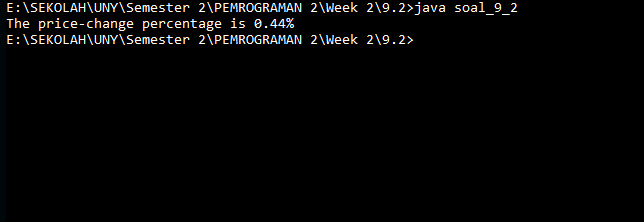 E:\SEKOLAH\UNY\Semester 2\PEMROGRAMAN 2\Week 2\9.2>java soal_9_2
The price-change percentage is 0.44%
E:\SEKOLAH\UNY\Semester 2\PEMROGRAMAN 2\Week 2\9.2>